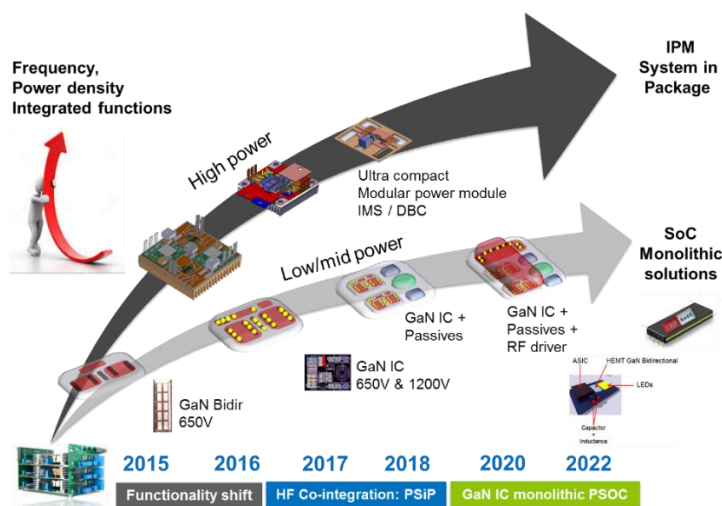 Frequency,
Power density
Integrated functions
IPM
System in
Package
High power
Ultra compact
Modular power module
IMS / DBC
Low/mid power
SoC
Monolithic
solutions
GaN IC +
Passives
GaN IC +
Passives +
RF driver
GaN Bidir
650V
GaN IC
650V & 1200V
ASIC
HEMT GaN Bidirectional
LEDs
Capacitor
+
Inductance
2015
2016
2017
2018
2020
2022
Functionality shift
HF Co-integration: PSiP
GaN IC monolithic PSOC